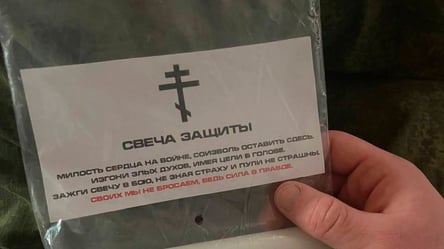 СВЕЧА ЗАЩИТЫ
МИЛОСТЬ СЕРДЦА НА ВОЙНЕ, СОИЗВОЛЬ ОСТАВИТЬ ЗДЕСЬ.
ИЗГОНИ ЗЛЫХ ДУХОВ, ИМЕЯ ЦЕЛИ В ГОЛОВЕ.
ЗАЖГИ СВЕЧУ В БОЮ, НЕ ЗНАЯ СТРАХУ И ПУЛИ НЕ СТРАШНЫ.
СВОИХ МЫ НЕ БРОСАЕМ, ВЕДЬ СИЛА В ПРАВДЕ.